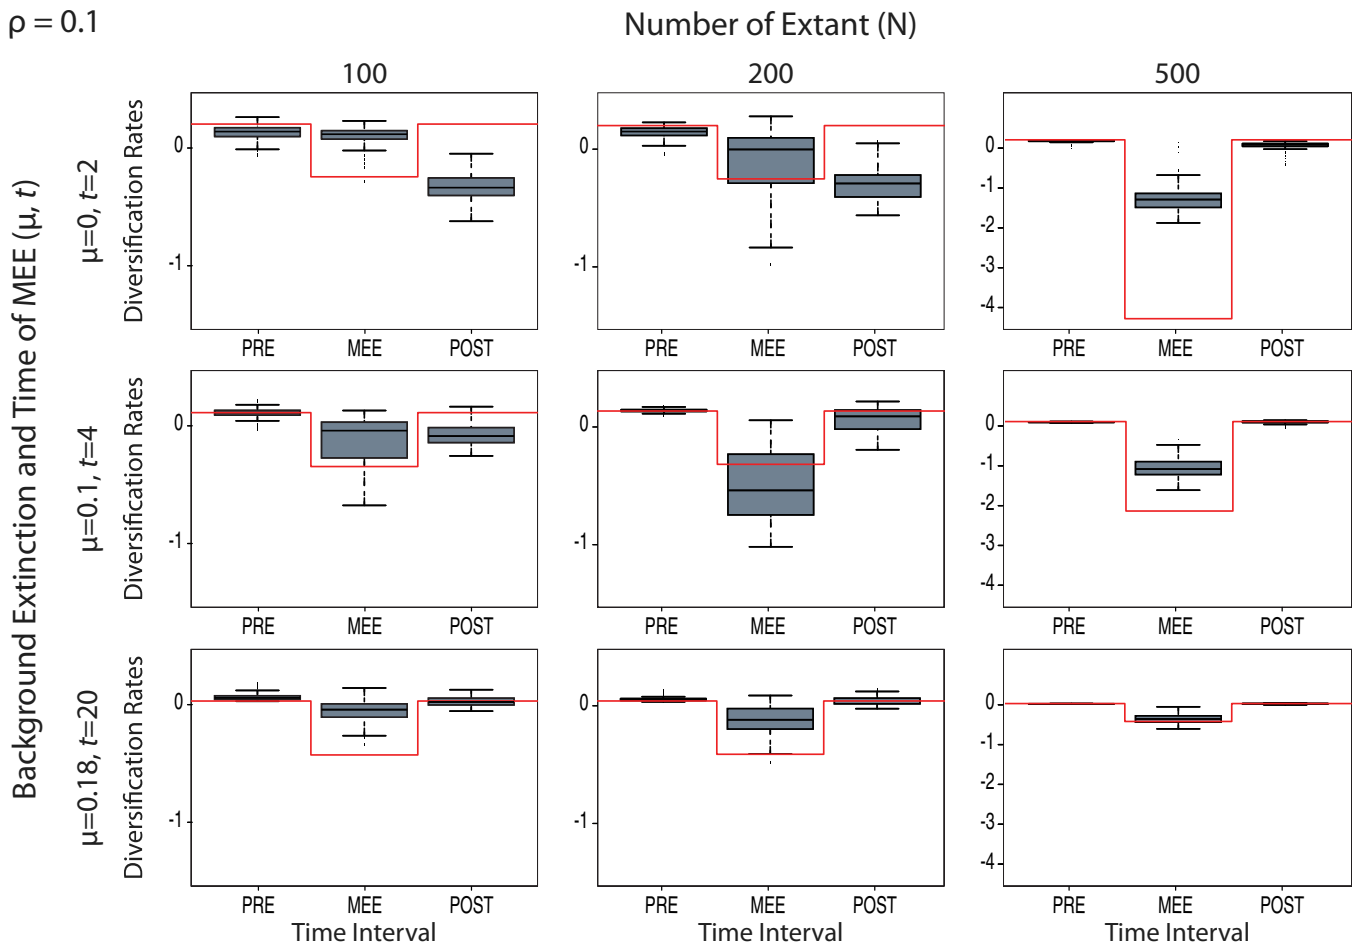 ρ = 0.1
Number of Extant (N)
100 200 500
Background Extinction and Time of MEE (μ, t)
μ=0, t=2
Diversification Rates
0
-1
PRE MEE POST
0
-1
PRE MEE POST
0
-1
-2
-3
-4
PRE MEE POST
μ=0.1, t=4
Diversification Rates
0
-1
PRE MEE POST
0
-1
PRE MEE POST
0
-1
-2
-3
-4
PRE MEE POST
μ=0.18, t=20
Diversification Rates
0
-1
PRE MEE POST
Time Interval
0
-1
PRE MEE POST
Time Interval
0
-1
-2
-3
-4
PRE MEE POST
Time Interval